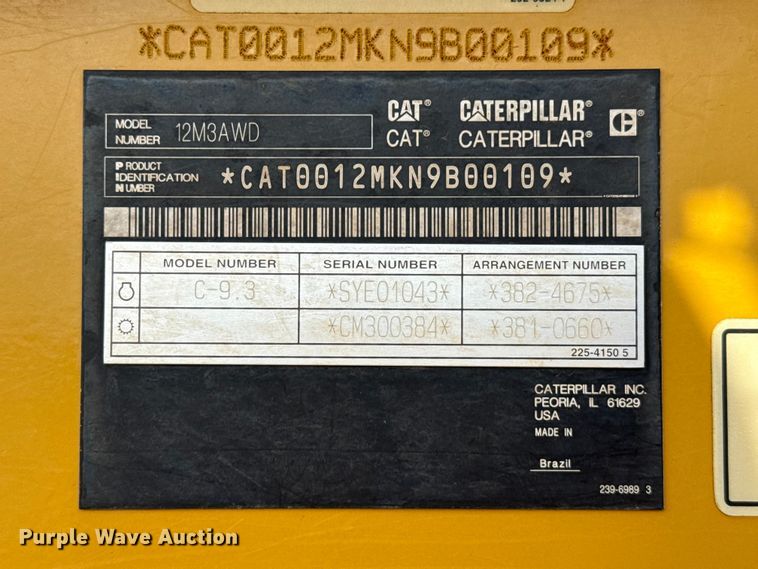 *CAT0012MKN9B00109*
MODEL NUMBER 12M3AWD
CAT® CATERPILLAR®
CAT® CATERPILLAR®
PRODUCT IDENTIFICATION NUMBER *CAT0012MKN9B00109*
MODEL NUMBER SERIAL NUMBER ARRANGEMENT NUMBER
C-9.3 *SYE01043* *382-4675*
*CM300384* *381-0660*
225-4150 5
CATERPILLAR INC.
PEORIA, IL 61629
USA
MADE IN
Brazil
239-6989 3
Purple Wave Auction